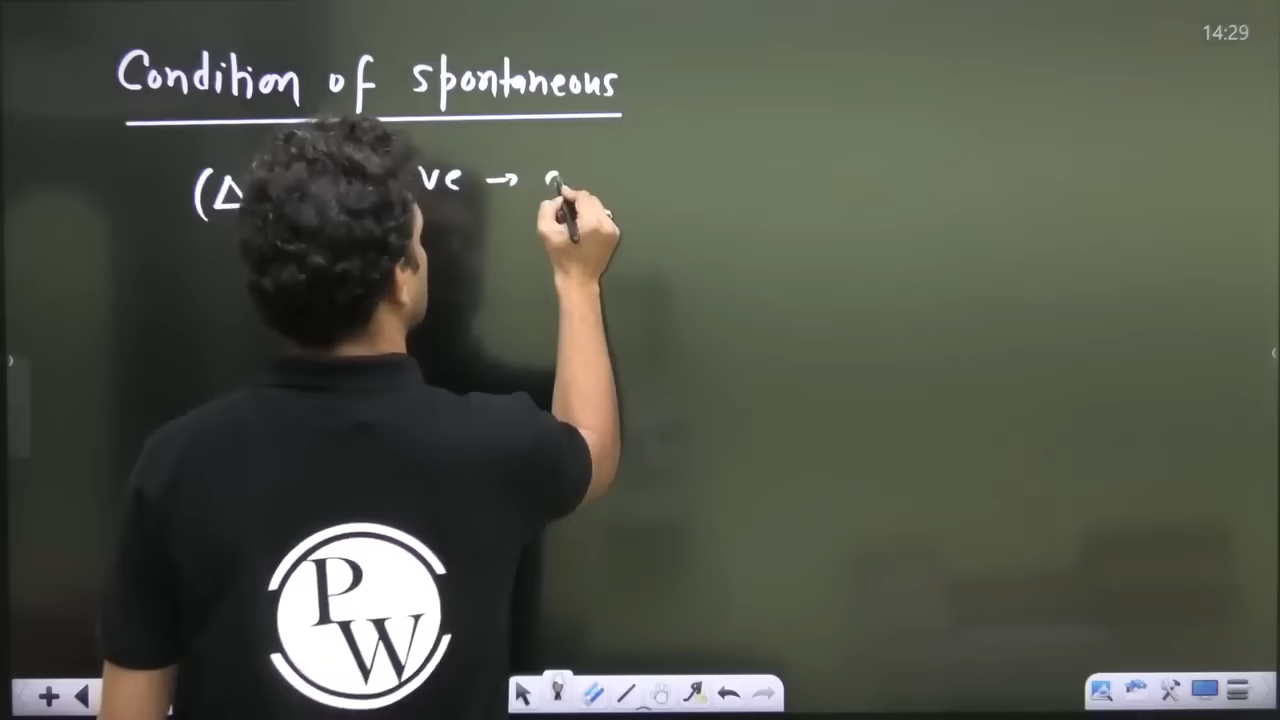 14:29
Condition of spontaneous
(Δ ve →
P
W